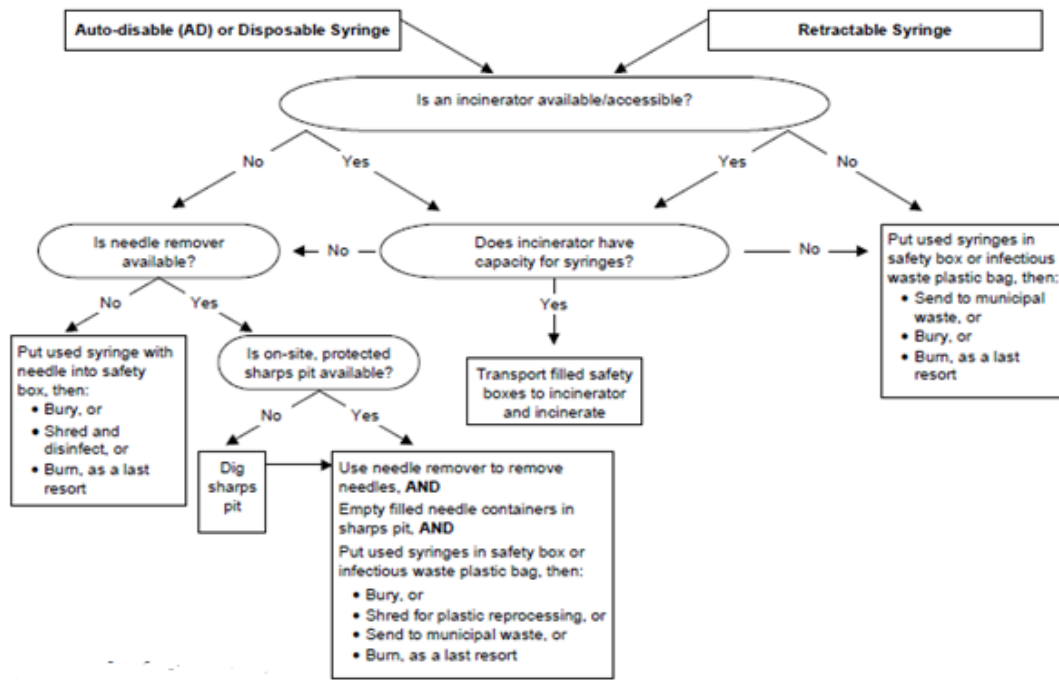 Auto-disable (AD) or Disposable Syringe
Retractable Syringe
Is an incinerator available/accessible?
No
Yes
Yes
No
Is needle remover
available?
No
Does incinerator have
capacity for syringes?
No
Put used syringes in
safety box or infectious
waste plastic bag, then:
• Send to municipal
waste, or
• Bury, or
• Burn, as a last
resort
No
Yes
Yes
Put used syringe with
needle into safety
box, then:
• Bury, or
• Shred and
disinfect, or
• Burn, as a last
resort
Is on-site, protected
sharps pit available?
Transport filled safety
boxes to incinerator
and incinerate
No
Yes
Dig
sharps
pit
Use needle remover to remove
needles, AND
Empty filled needle containers in
sharps pit, AND
Put used syringes in safety box or
infectious waste plastic bag, then:
• Bury, or
• Shred for plastic reprocessing, or
• Send to municipal waste, or
• Burn, as a last resort